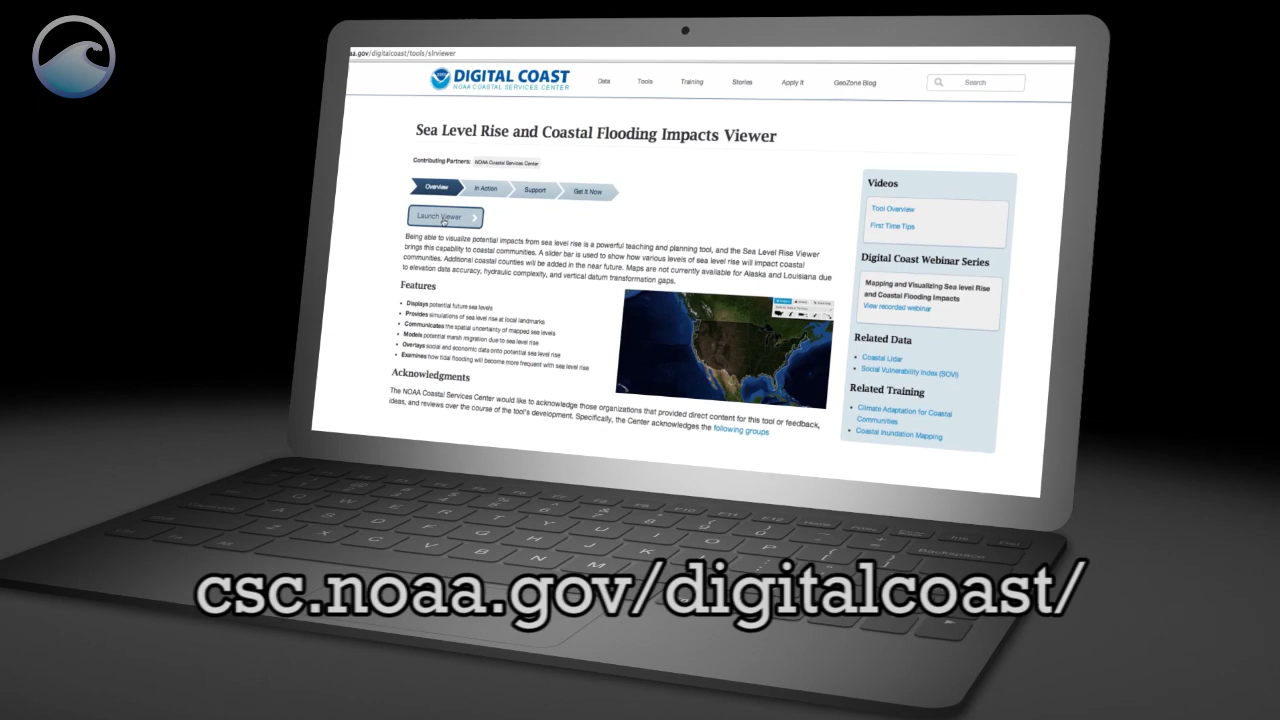 aa.gov/digitalcoast/tools/slrviewer
DIGITAL COAST
NOAA COASTAL SERVICES CENTER
Data Tools Training Stories Apply It GeoZone Blog Search
Sea Level Rise and Coastal Flooding Impacts Viewer
Contributing Partners: NOAA Coastal Services Center
Overview In Action Support Get It Now
Launch Viewer
Being able to visualize potential impacts from sea level rise is a powerful teaching and planning tool, and the Sea Level Rise Viewer
brings this capability to coastal communities. A slider bar is used to show how various levels of sea level rise will impact coastal
communities. Additional coastal counties will be added in the near future. Maps are not currently available for Alaska and Louisiana due
to elevation data accuracy, hydraulic complexity, and vertical datum transformation gaps.
Features
• Displays potential future sea levels
• Provides simulations of sea level rise at local landmarks
• Communicates the spatial uncertainty of mapped sea levels
• Models potential marsh migration due to sea level rise
• Overlays social and economic data onto potential sea level rise
• Examines how tidal flooding will become more frequent with sea level rise
Acknowledgments
The NOAA Coastal Services Center would like to acknowledge those organizations that provided direct content for this tool or feedback,
ideas, and reviews over the course of the tool's development. Specifically, the Center acknowledges the following groups
Videos
Tool Overview
First Time Tips
Digital Coast Webinar Series
Mapping and Visualizing Sea level Rise
and Coastal Flooding Impacts
View recorded webinar
Related Data
• Coastal Lidar
• Social Vulnerability Index (SOVI)
Related Training
• Climate Adaptation for Coastal
Communities
• Coastal Inundation Mapping
Backspace
csc.noaa.gov/digitalcoast/